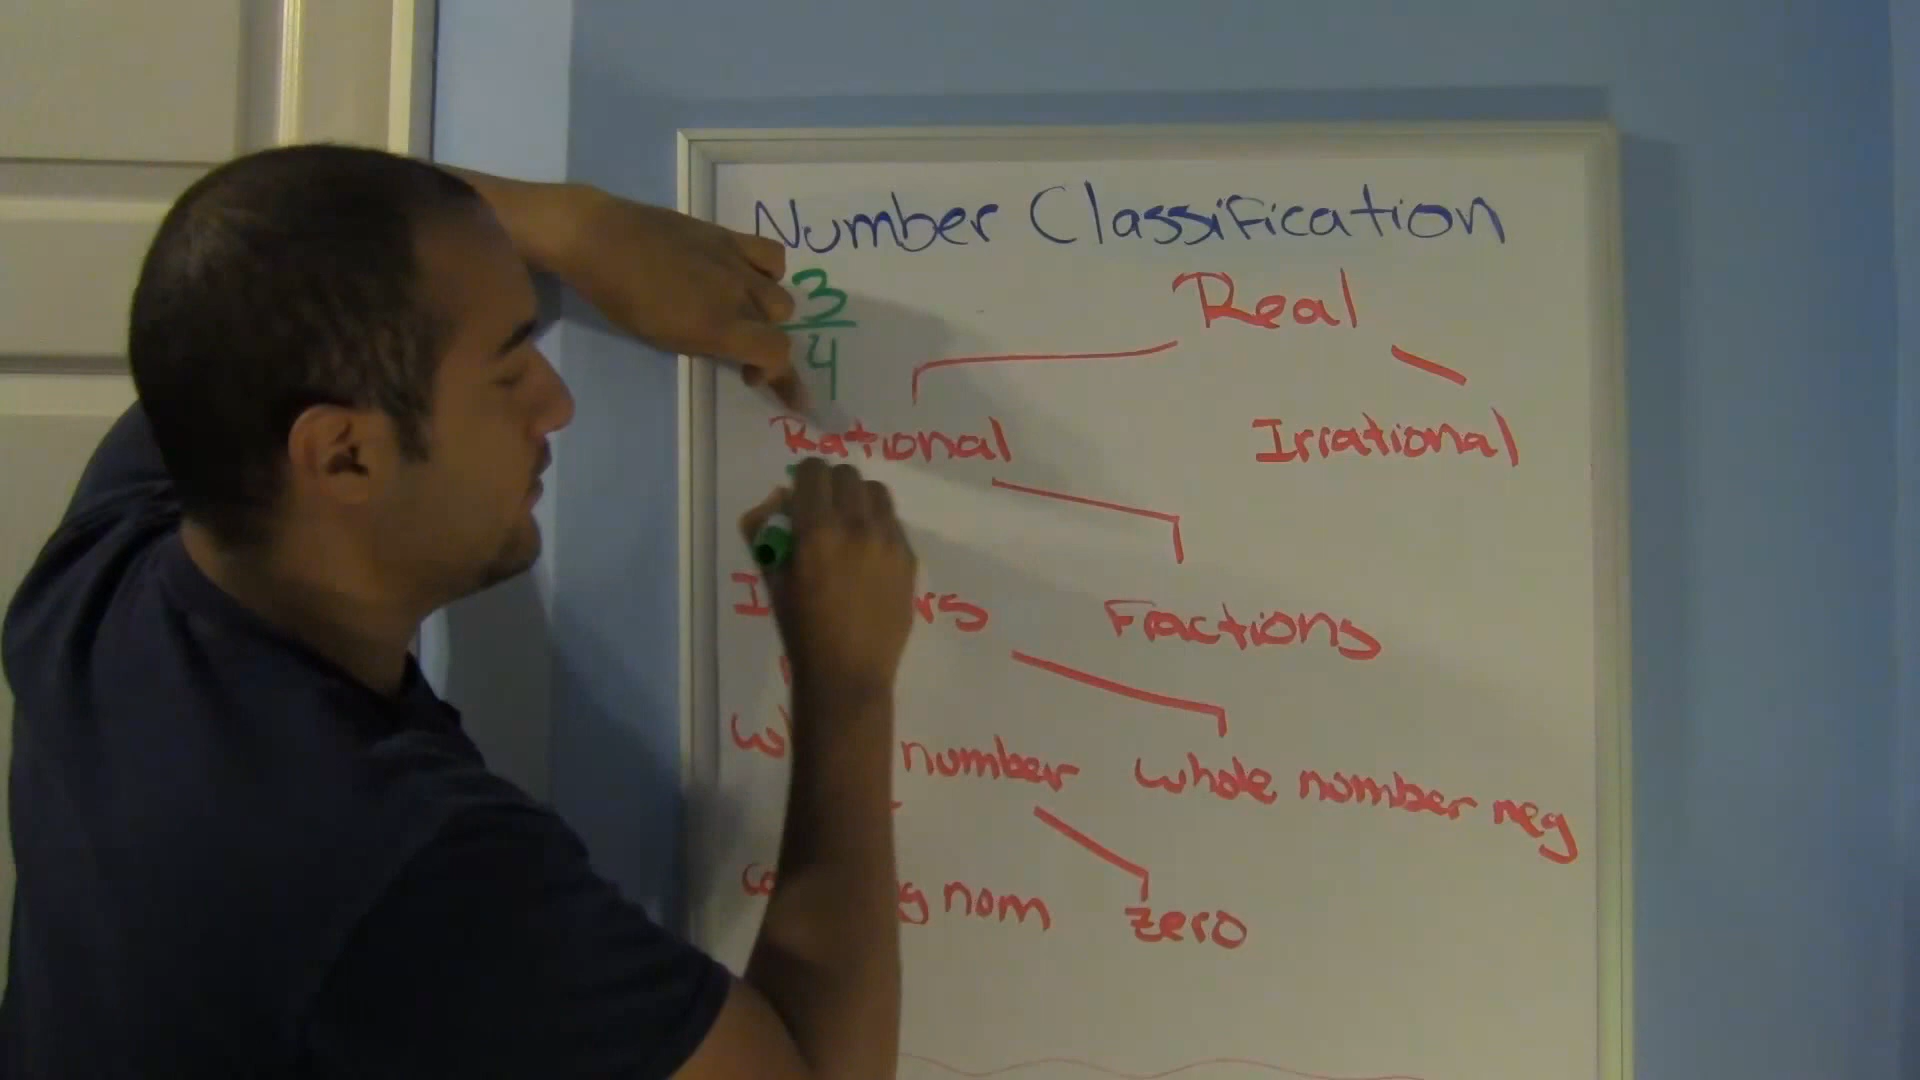 Number Classification
3
4
Real
Rational Irrational
Fractions
number whole number neg
nom zero